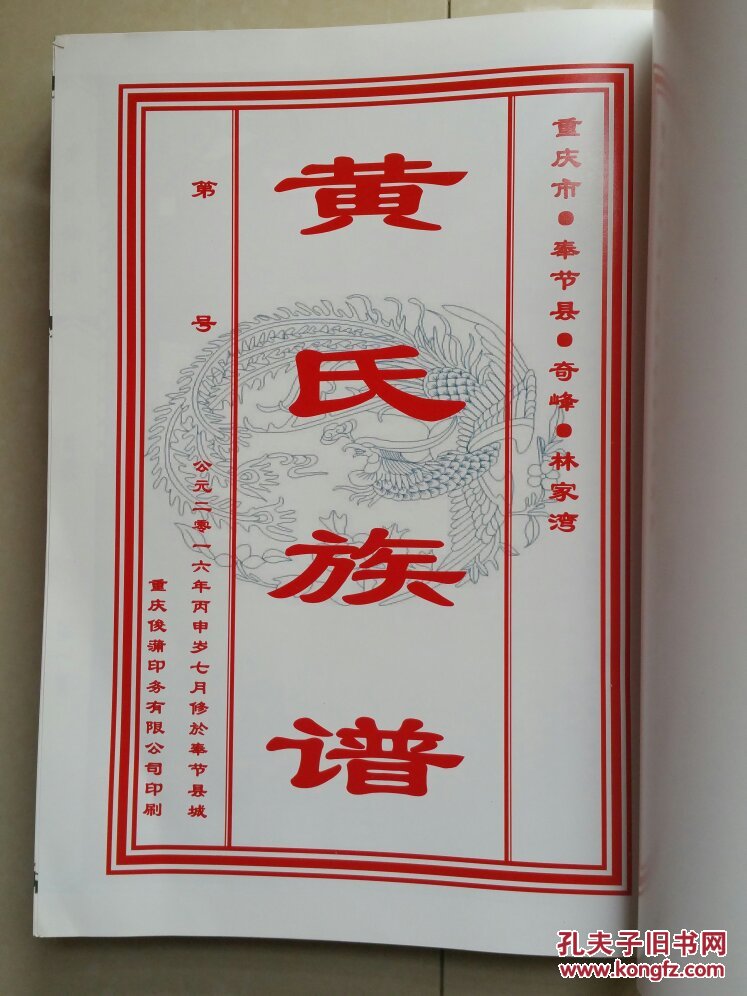 重庆市●奉节县●奇峰●林家湾
黄氏族谱
第 号
公元二零一六年丙申岁七月修於奉节县城
重庆俊蒲印务有限公司印刷
孔夫子旧书网
www.kongfz.com